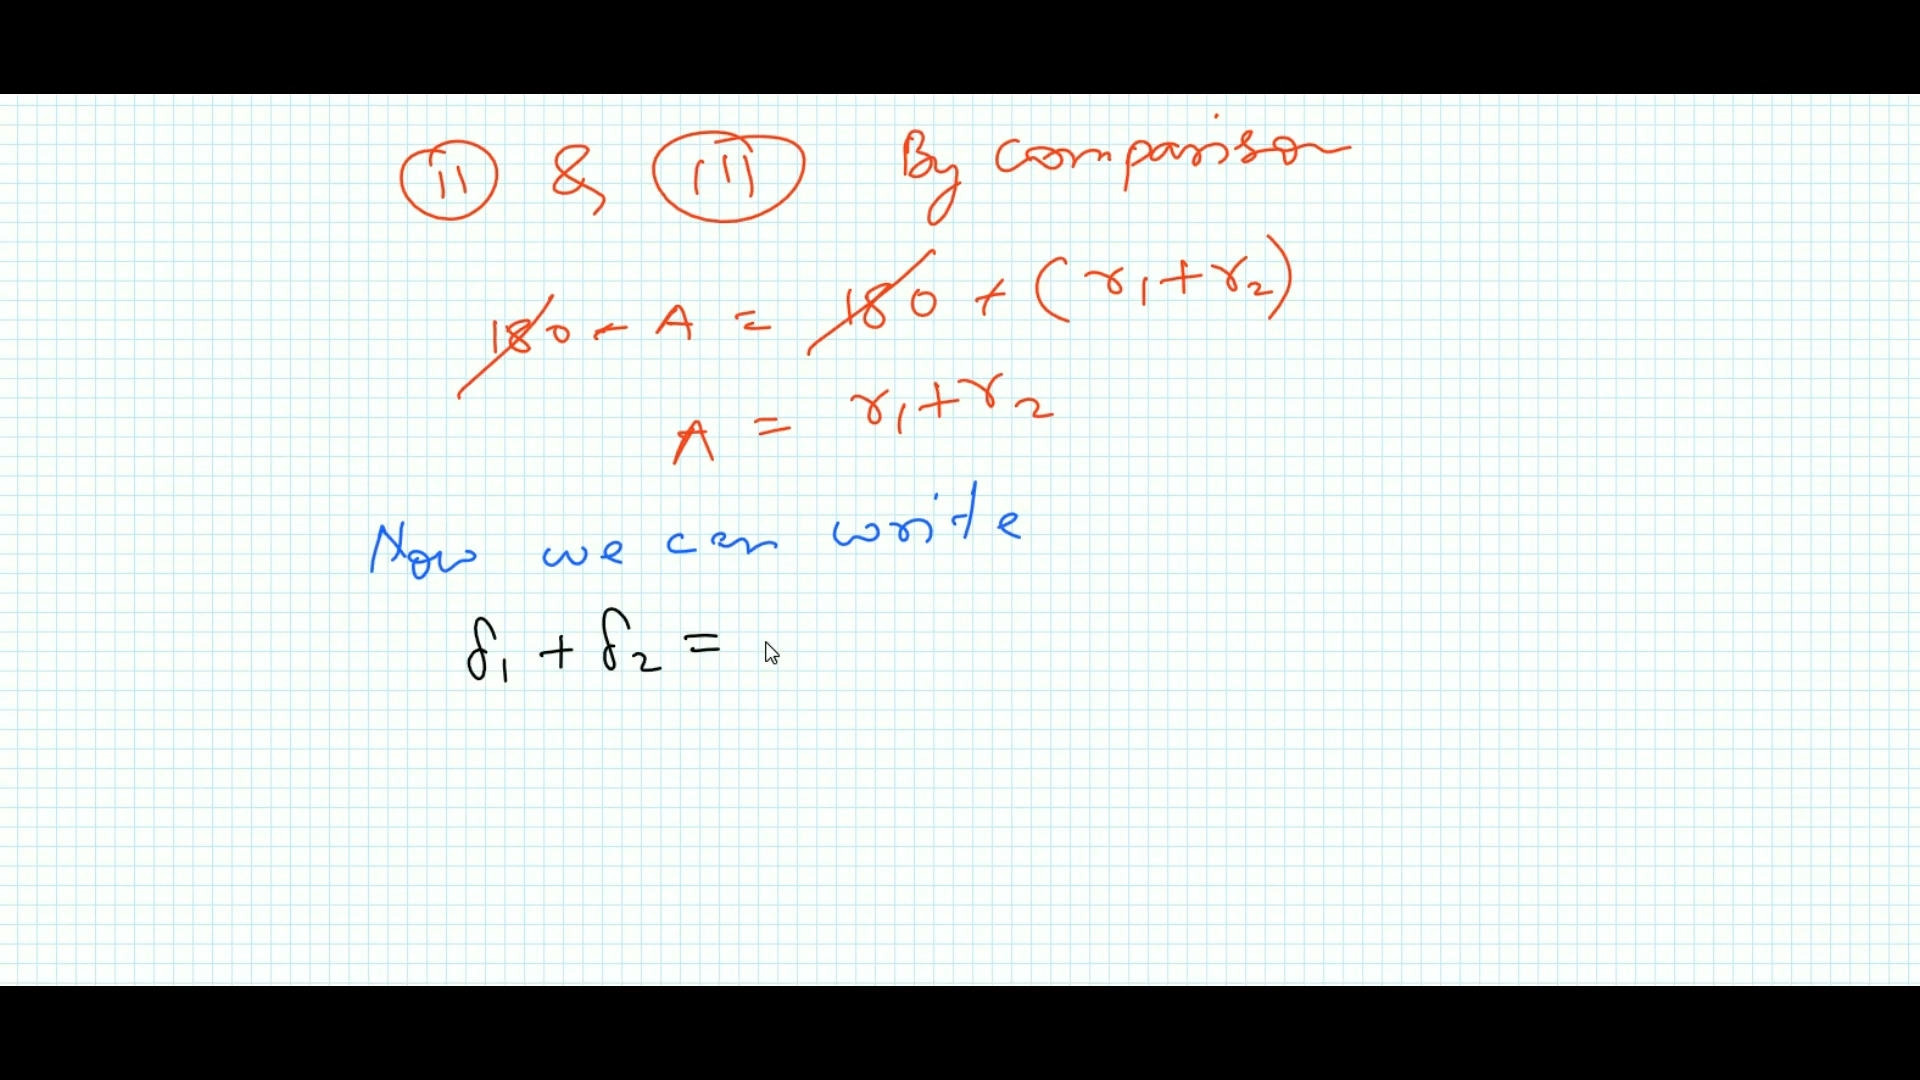 (ii) & (iii) By comparison
180 - A = 180 + (r₁+r₂)
A = r₁+r₂
Now we can write
δ₁ + δ₂ =